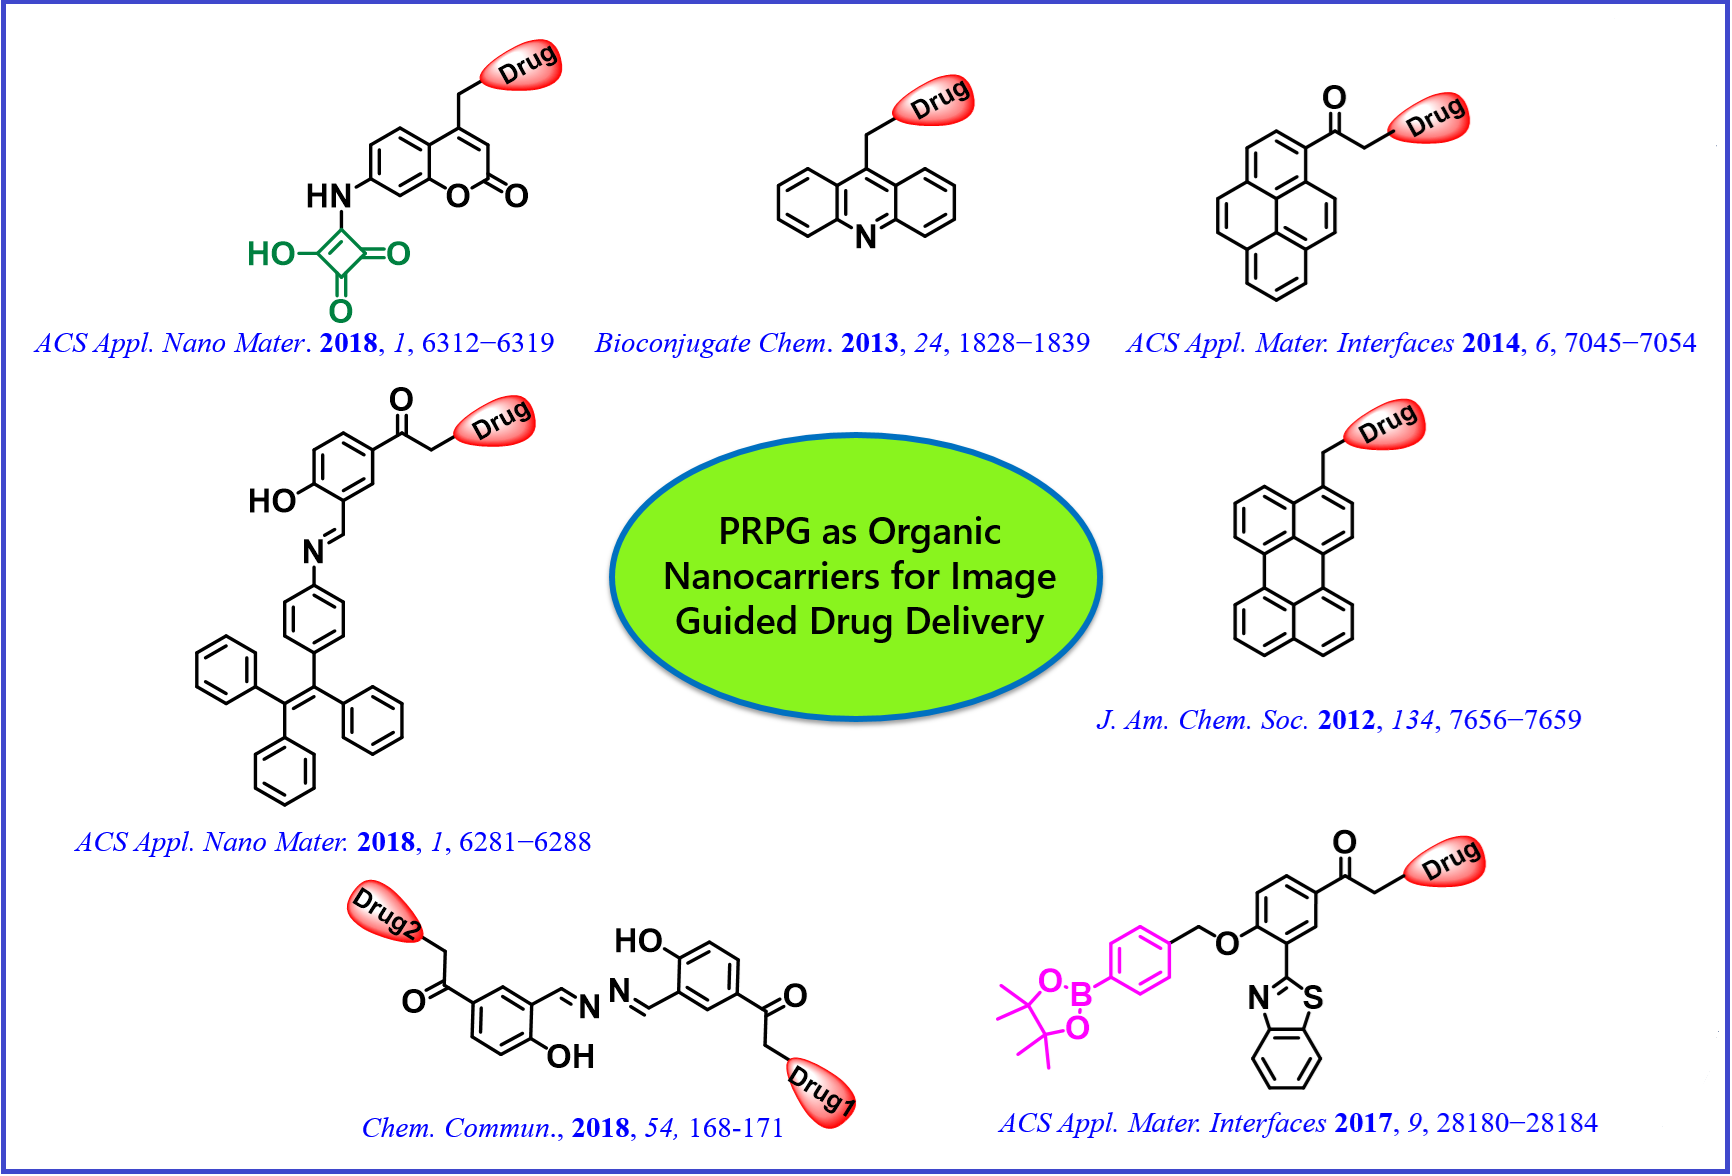 Drug
HN
O
O
HO
O
O
ACS Appl. Nano Mater. 2018, 1, 6312−6319
Drug
N
Bioconjugate Chem. 2013, 24, 1828−1839
O
Drug
ACS Appl. Mater. Interfaces 2014, 6, 7045−7054
O
Drug
HO
N
ACS Appl. Nano Mater. 2018, 1, 6281−6288
PRPG as Organic
Nanocarriers for Image
Guided Drug Delivery
Drug
J. Am. Chem. Soc. 2012, 134, 7656−7659
Drug2
O
N
OH
HO
N
O
Drug1
Chem. Commun., 2018, 54, 168-171
O
Drug
O
O
B
O
N
S
ACS Appl. Mater. Interfaces 2017, 9, 28180−28184